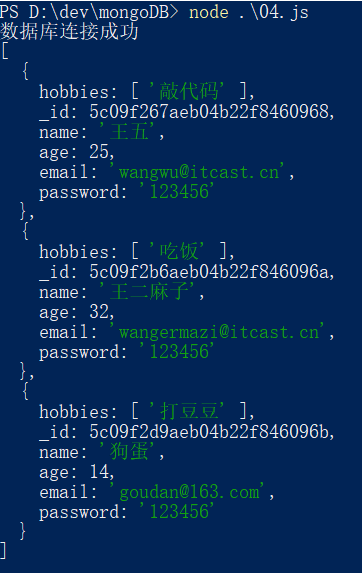 PS D:\dev\mongoDB> node .\04.js
数据库连接成功
[
  {
    hobbies: [ '敲代码' ],
    _id: 5c09f267aeb04b22f8460968,
    name: '王五',
    age: 25,
    email: 'wangwu@itcast.cn',
    password: '123456'
  },
  {
    hobbies: [ '吃饭' ],
    _id: 5c09f2b6aeb04b22f846096a,
    name: '王二麻子',
    age: 32,
    email: 'wangermazi@itcast.cn',
    password: '123456'
  },
  {
    hobbies: [ '打豆豆' ],
    _id: 5c09f2d9aeb04b22f846096b,
    name: '狗蛋',
    age: 14,
    email: 'goudan@163.com',
    password: '123456'
  }
]